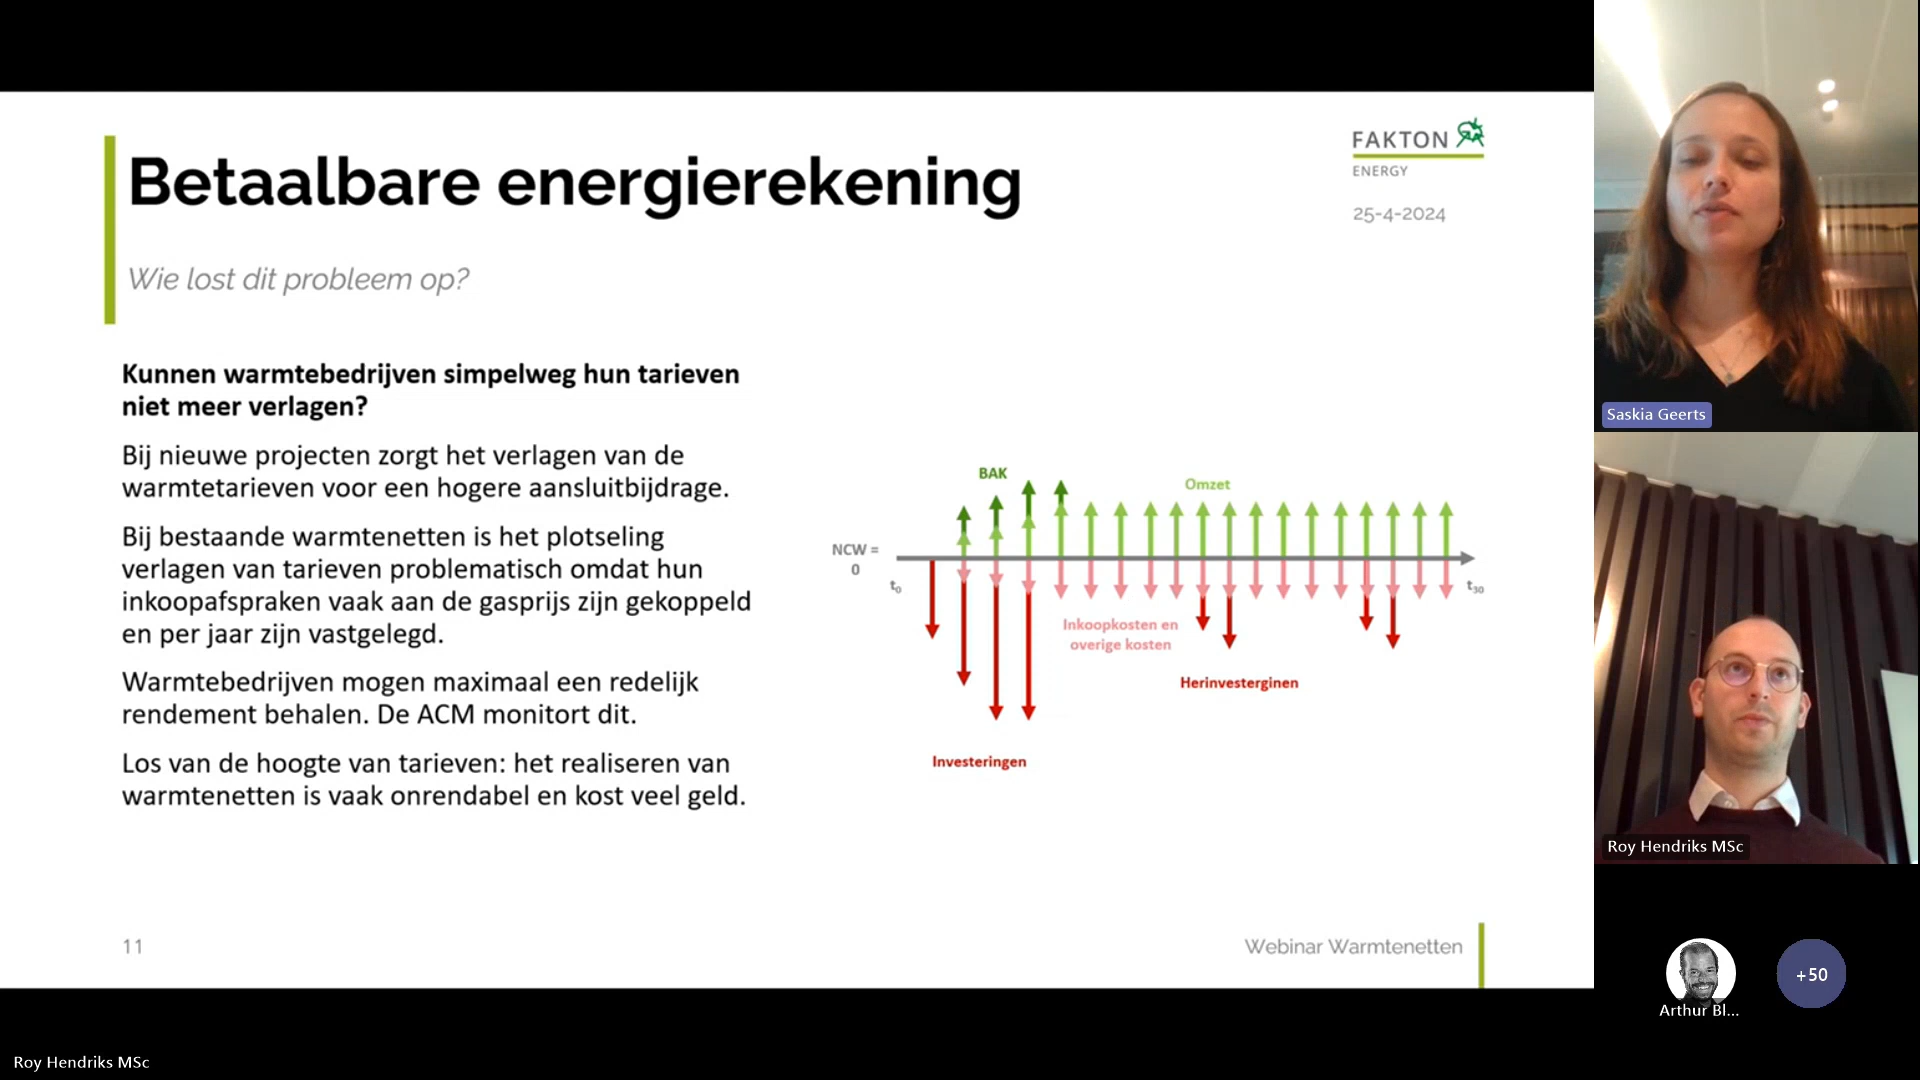 Betaalbare energierekening
Wie lost dit probleem op?
FAKTON
ENERGY
25-4-2024
Kunnen warmtebedrijven simpelweg hun tarieven
niet meer verlagen?
Bij nieuwe projecten zorgt het verlagen van de
warmtetarieven voor een hogere aansluitbijdrage.
Bij bestaande warmtenetten is het plotseling
verlagen van tarieven problematisch omdat hun
inkoopafspraken vaak aan de gasprijs zijn gekoppeld
en per jaar zijn vastgelegd.
Warmtebedrijven mogen maximaal een redelijk
rendement behalen. De ACM monitort dit.
Los van de hoogte van tarieven: het realiseren van
warmtenetten is vaak onrendabel en kost veel geld.
BAK
Omzet
NCW =
0
t0
t30
Inkoopkosten en
overige kosten
Herinvesterginen
Investeringen
11
Webinar Warmtenetten
Saskia Geerts
Roy Hendriks MSc
Arthur Bl...
+50
Roy Hendriks MSc